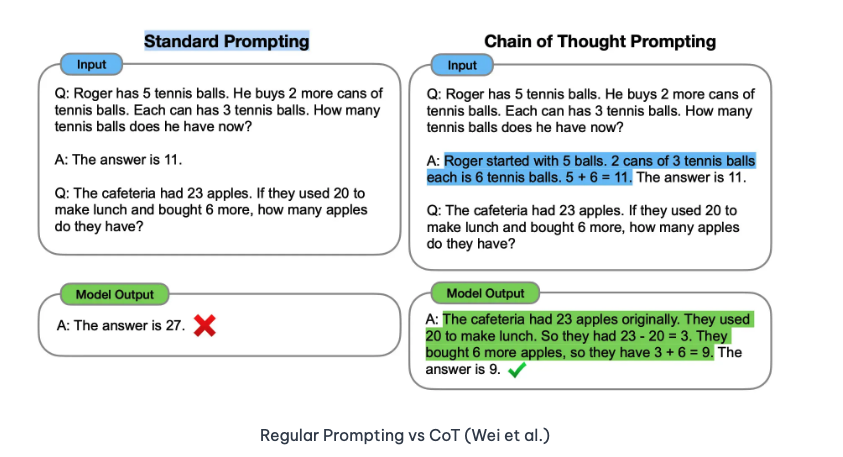 Standard Prompting
Input
Q: Roger has 5 tennis balls. He buys 2 more cans of
tennis balls. Each can has 3 tennis balls. How many
tennis balls does he have now?
A: The answer is 11.
Q: The cafeteria had 23 apples. If they used 20 to
make lunch and bought 6 more, how many apples
do they have?
Model Output
A: The answer is 27.
Chain of Thought Prompting
Input
Q: Roger has 5 tennis balls. He buys 2 more cans of
tennis balls. Each can has 3 tennis balls. How many
tennis balls does he have now?
A: Roger started with 5 balls. 2 cans of 3 tennis balls
each is 6 tennis balls. 5 + 6 = 11. The answer is 11.
Q: The cafeteria had 23 apples. If they used 20 to
make lunch and bought 6 more, how many apples
do they have?
Model Output
A: The cafeteria had 23 apples originally. They used
20 to make lunch. So they had 23 - 20 = 3. They
bought 6 more apples, so they have 3 + 6 = 9. The
answer is 9.
Regular Prompting vs CoT (Wei et al.)